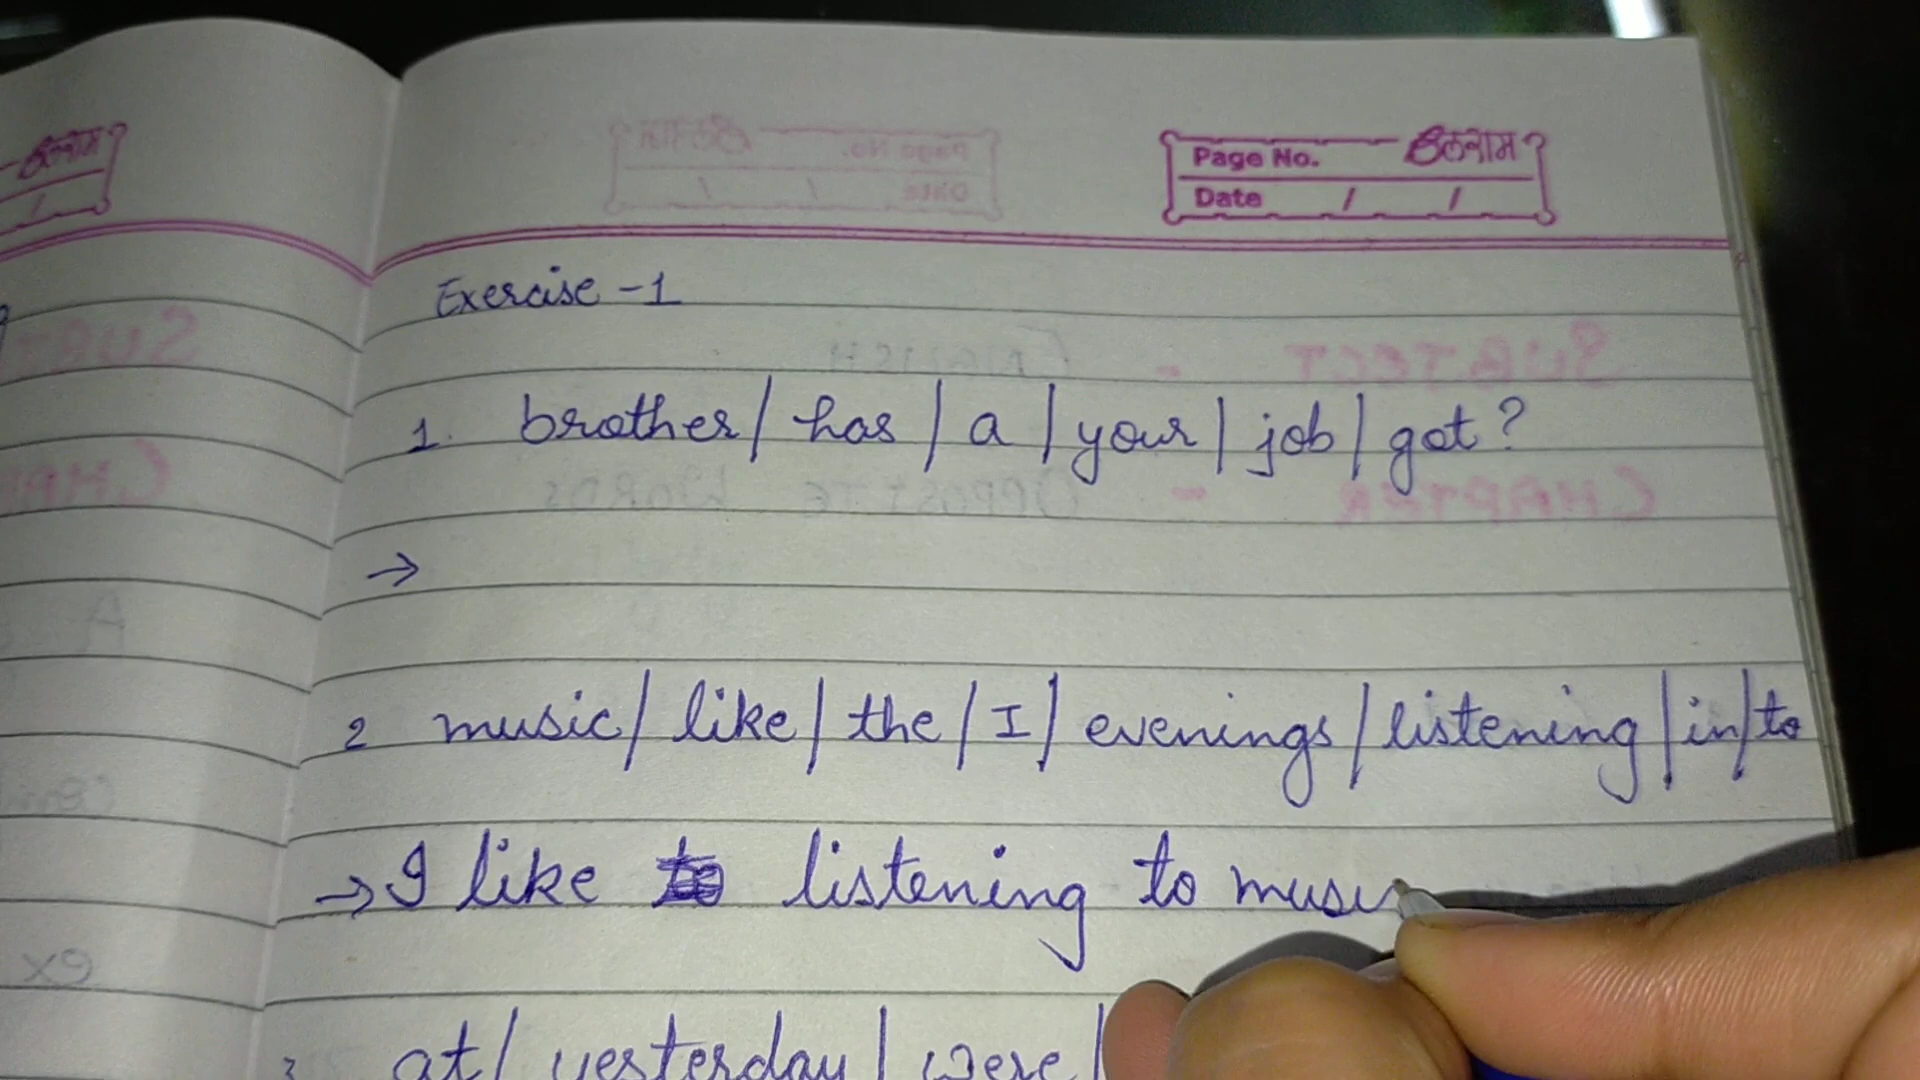 Page No.
Date / /
Exercise - 1
1. brother / has / a / your / job / got?
→
2 music / like / the / I / evenings / listening / in / to
→ I like listening to musi
3 at / yesterday / were /